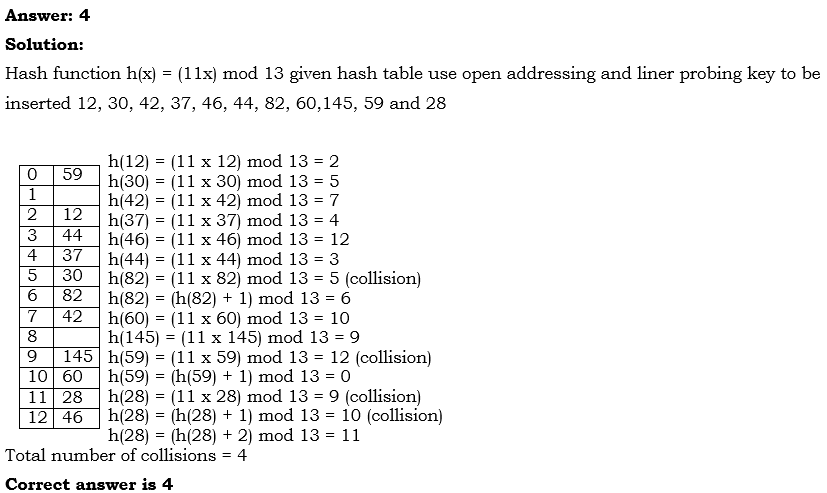 Answer: 4
Solution:
Hash function h(x) = (11x) mod 13 given hash table use open addressing and liner probing key to be
inserted 12, 30, 42, 37, 46, 44, 82, 60,145, 59 and 28
0 59
1
2 12
3 44
4 37
5 30
6 82
7 42
8
9 145
10 60
11 28
12 46
h(12) = (11 x 12) mod 13 = 2
h(30) = (11 x 30) mod 13 = 5
h(42) = (11 x 42) mod 13 = 7
h(37) = (11 x 37) mod 13 = 4
h(46) = (11 x 46) mod 13 = 12
h(44) = (11 x 44) mod 13 = 3
h(82) = (11 x 82) mod 13 = 5 (collision)
h(82) = (h(82) + 1) mod 13 = 6
h(60) = (11 x 60) mod 13 = 10
h(145) = (11 x 145) mod 13 = 9
h(59) = (11 x 59) mod 13 = 12 (collision)
h(59) = (h(59) + 1) mod 13 = 0
h(28) = (11 x 28) mod 13 = 9 (collision)
h(28) = (h(28) + 1) mod 13 = 10 (collision)
h(28) = (h(28) + 2) mod 13 = 11
Total number of collisions = 4
Correct answer is 4